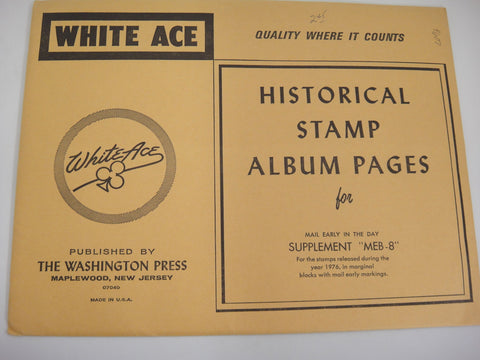 WHITE ACE
QUALITY WHERE IT COUNTS
White Ace
PUBLISHED BY
THE WASHINGTON PRESS
MAPLEWOOD, NEW JERSEY
07040
MADE IN U.S.A.
HISTORICAL
STAMP
ALBUM PAGES
for
MAIL EARLY IN THE DAY
SUPPLEMENT "MEB-8"
For the stamps released during the
year 1976, in marginal
blocks with mail early markings.